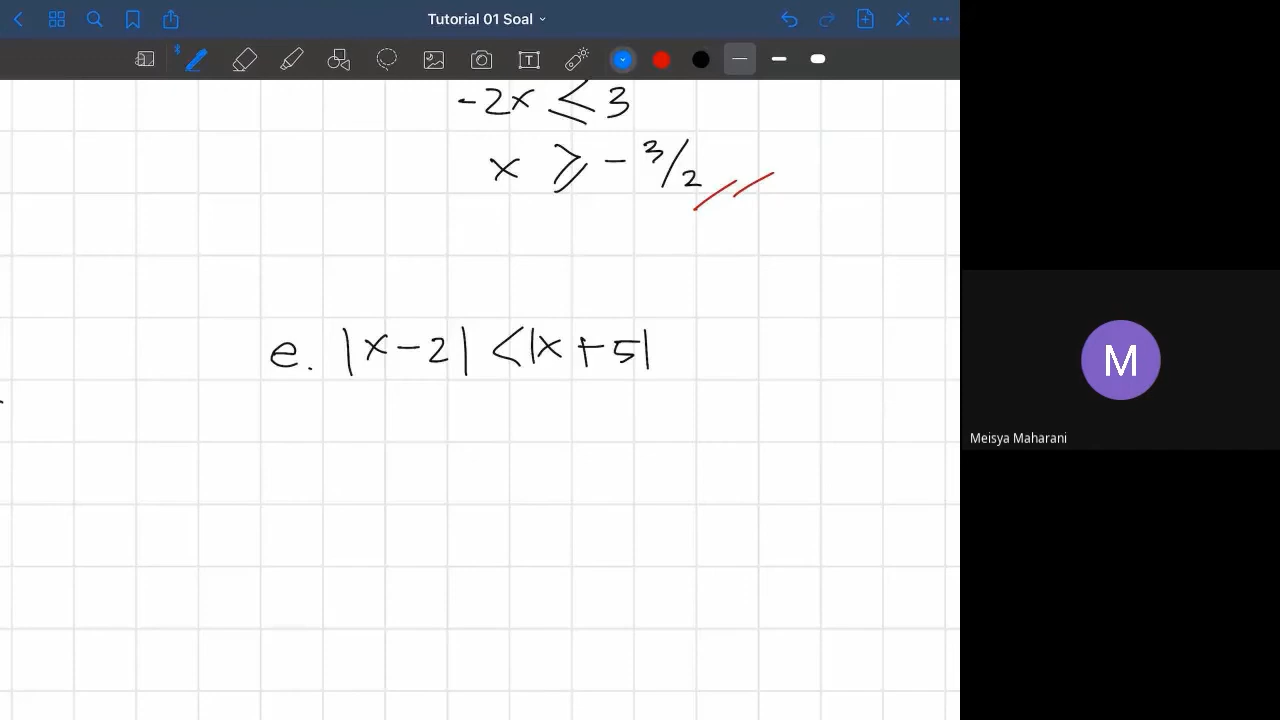 Tutorial 01 Soal
T
-2x ≤ 3
x ≥ - 3/2
e. |x-2| < |x+5|
M
Meisya Maharani